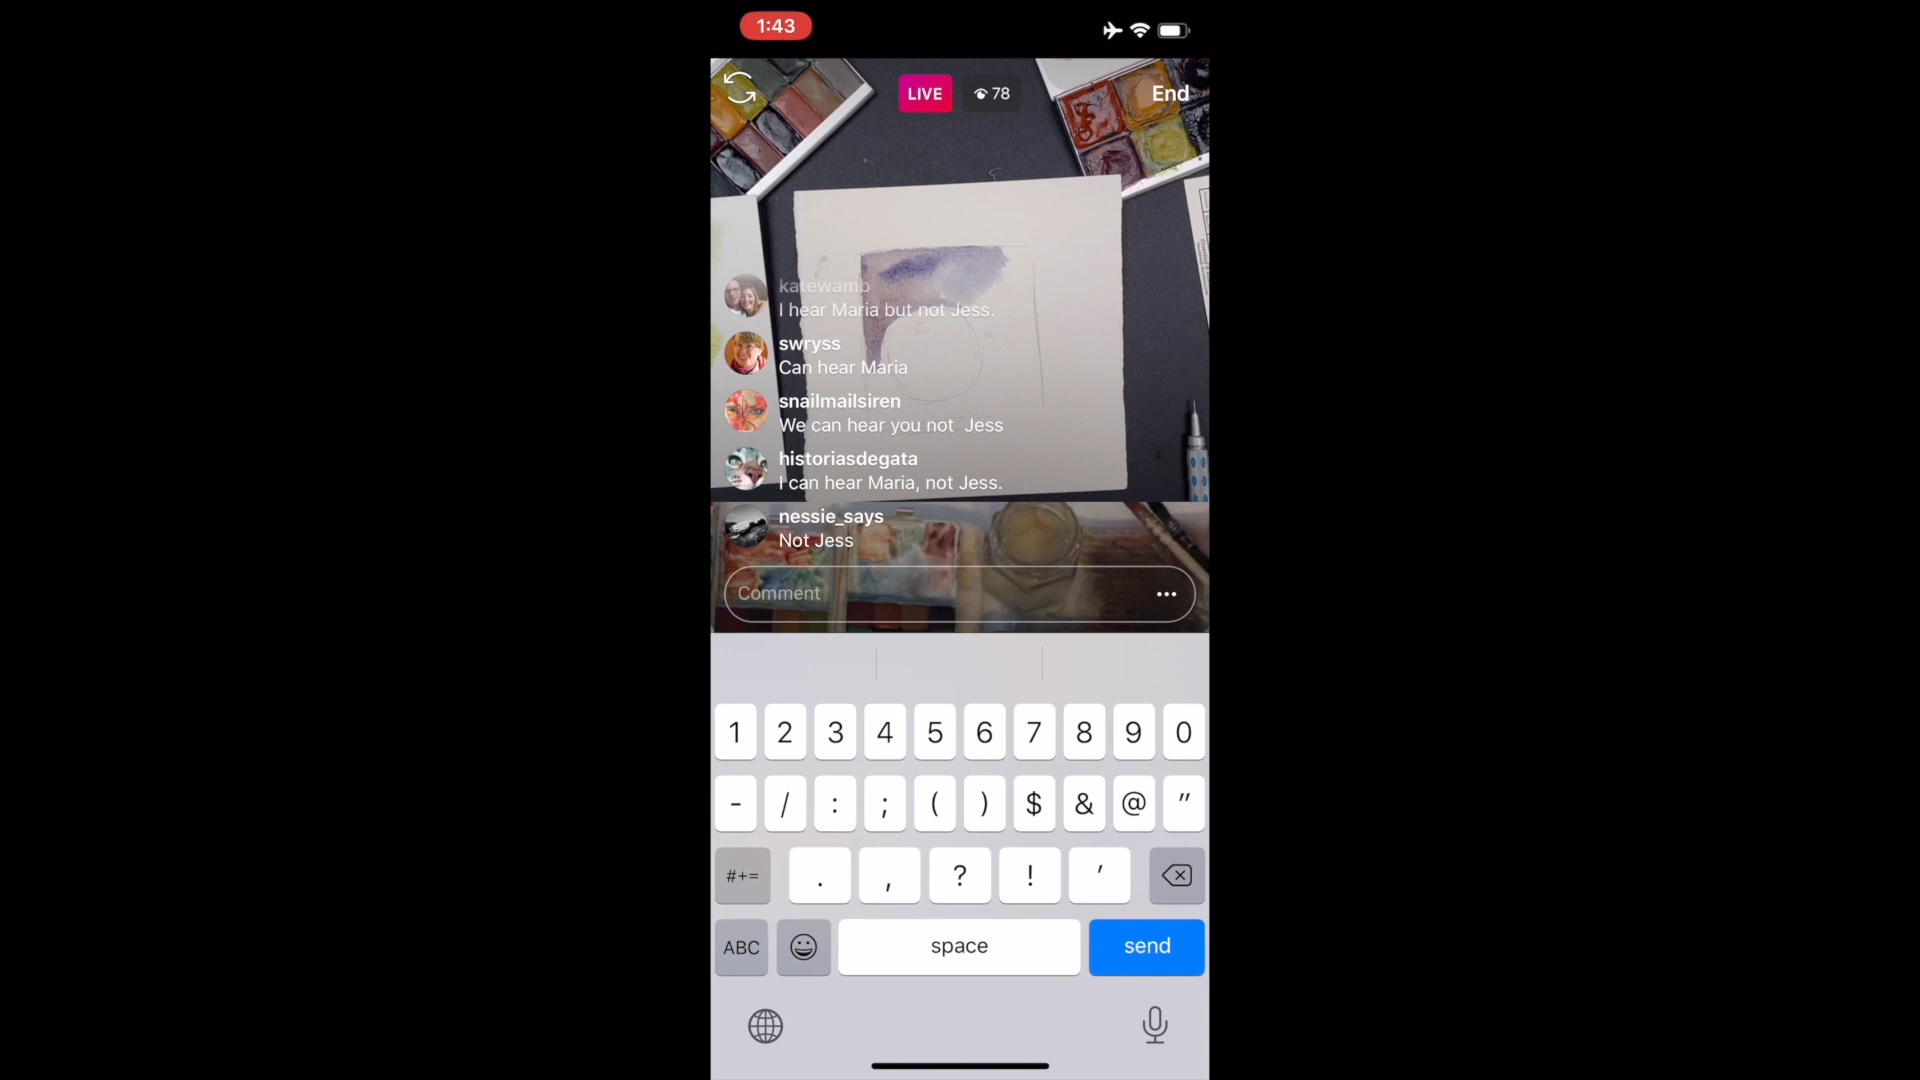 1:43
LIVE
78
End
katewamb
I hear Maria but not Jess.
swryss
Can hear Maria
snailmailsiren
We can hear you not  Jess
historiasdegata
I can hear Maria, not Jess.
nessie_says
Not Jess
Comment
1 2 3 4 5 6 7 8 9 0
- / : ; ( ) $ & @ "
#+= . , ? ! '
ABC space send